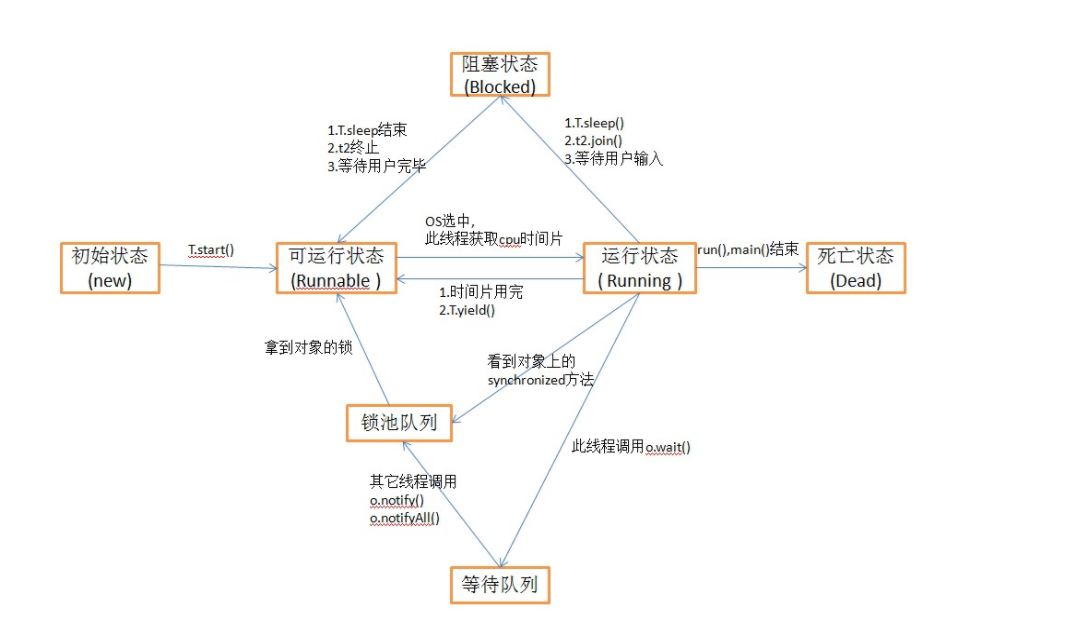 阻塞状态
(Blocked)
1.T.sleep结束
2.t2终止
3.等待用户完毕
1.T.sleep()
2.t2.join()
3.等待用户输入
初始状态
(new)
T.start()
可运行状态
(Runnable )
OS选中，
此线程获取cpu时间片
1.时间片用完
2.T.yield()
运行状态
( Running )
run(),main()结束
死亡状态
(Dead)
拿到对象的锁
看到对象上的
synchronized方法
锁池队列
此线程调用o.wait()
其它线程调用
o.notify()
o.notifyAll()
等待队列